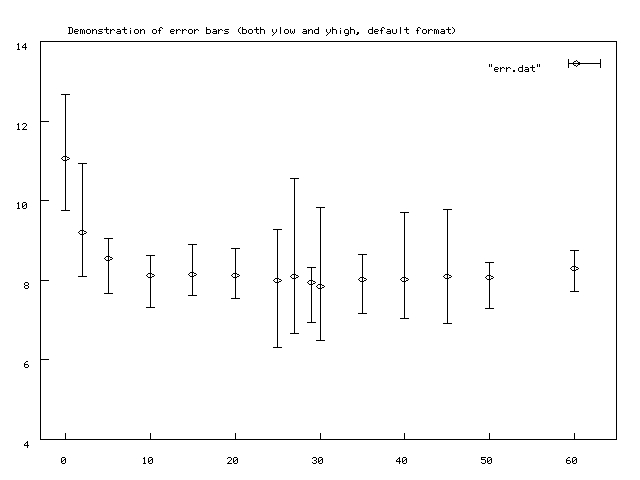 Demonstration of error bars (both ylow and yhigh, default format)
14
"err.dat"
12
10
8
6
4
0 10 20 30 40 50 60